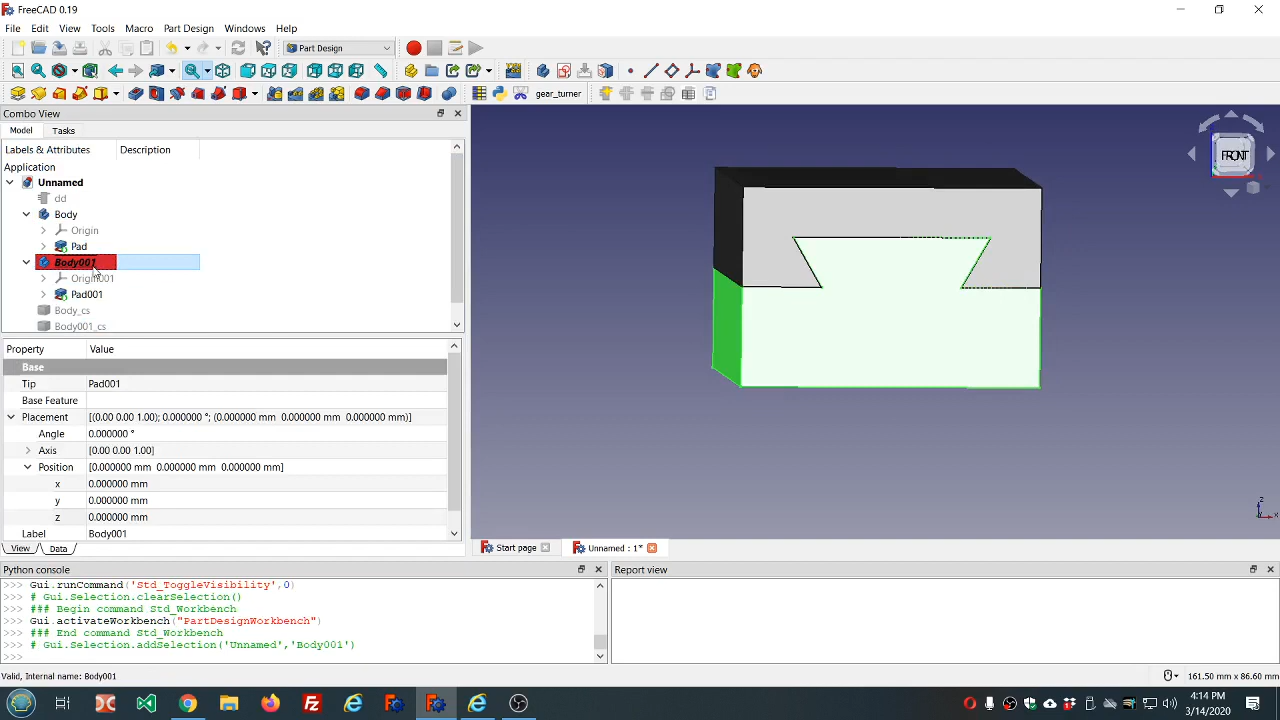 FreeCAD 0.19
File Edit View Tools Macro Part Design Windows Help
Part Design
gear_turner
Combo View
Model Tasks
Labels & Attributes Description
Application
Unnamed
dd
Body
Origin
Pad
Body001
Origin001
Pad001
Body_cs
Body001_cs
Property Value
Base
Tip Pad001
Base Feature
Placement [(0.00 0.00 1.00); 0.000000 °; (0.000000 mm 0.000000 mm 0.000000 mm)]
Angle 0.000000 °
Axis [0.00 0.00 1.00]
Position [0.000000 mm 0.000000 mm 0.000000 mm]
x 0.000000 mm
y 0.000000 mm
z 0.000000 mm
Label Body001
View Data
FRONT
z
x
Start page Unnamed : 1*
Python console
>>> Gui.runCommand('Std_ToggleVisibility',0)
>>> # Gui.Selection.clearSelection()
>>> ### Begin command Std_Workbench
>>> Gui.activateWorkbench("PartDesignWorkbench")
>>> ### End command Std_Workbench
>>> # Gui.Selection.addSelection('Unnamed','Body001')
>>>
Report view
Valid, Internal name: Body001
161.50 mm x 86.60 mm
4:14 PM
3/14/2020